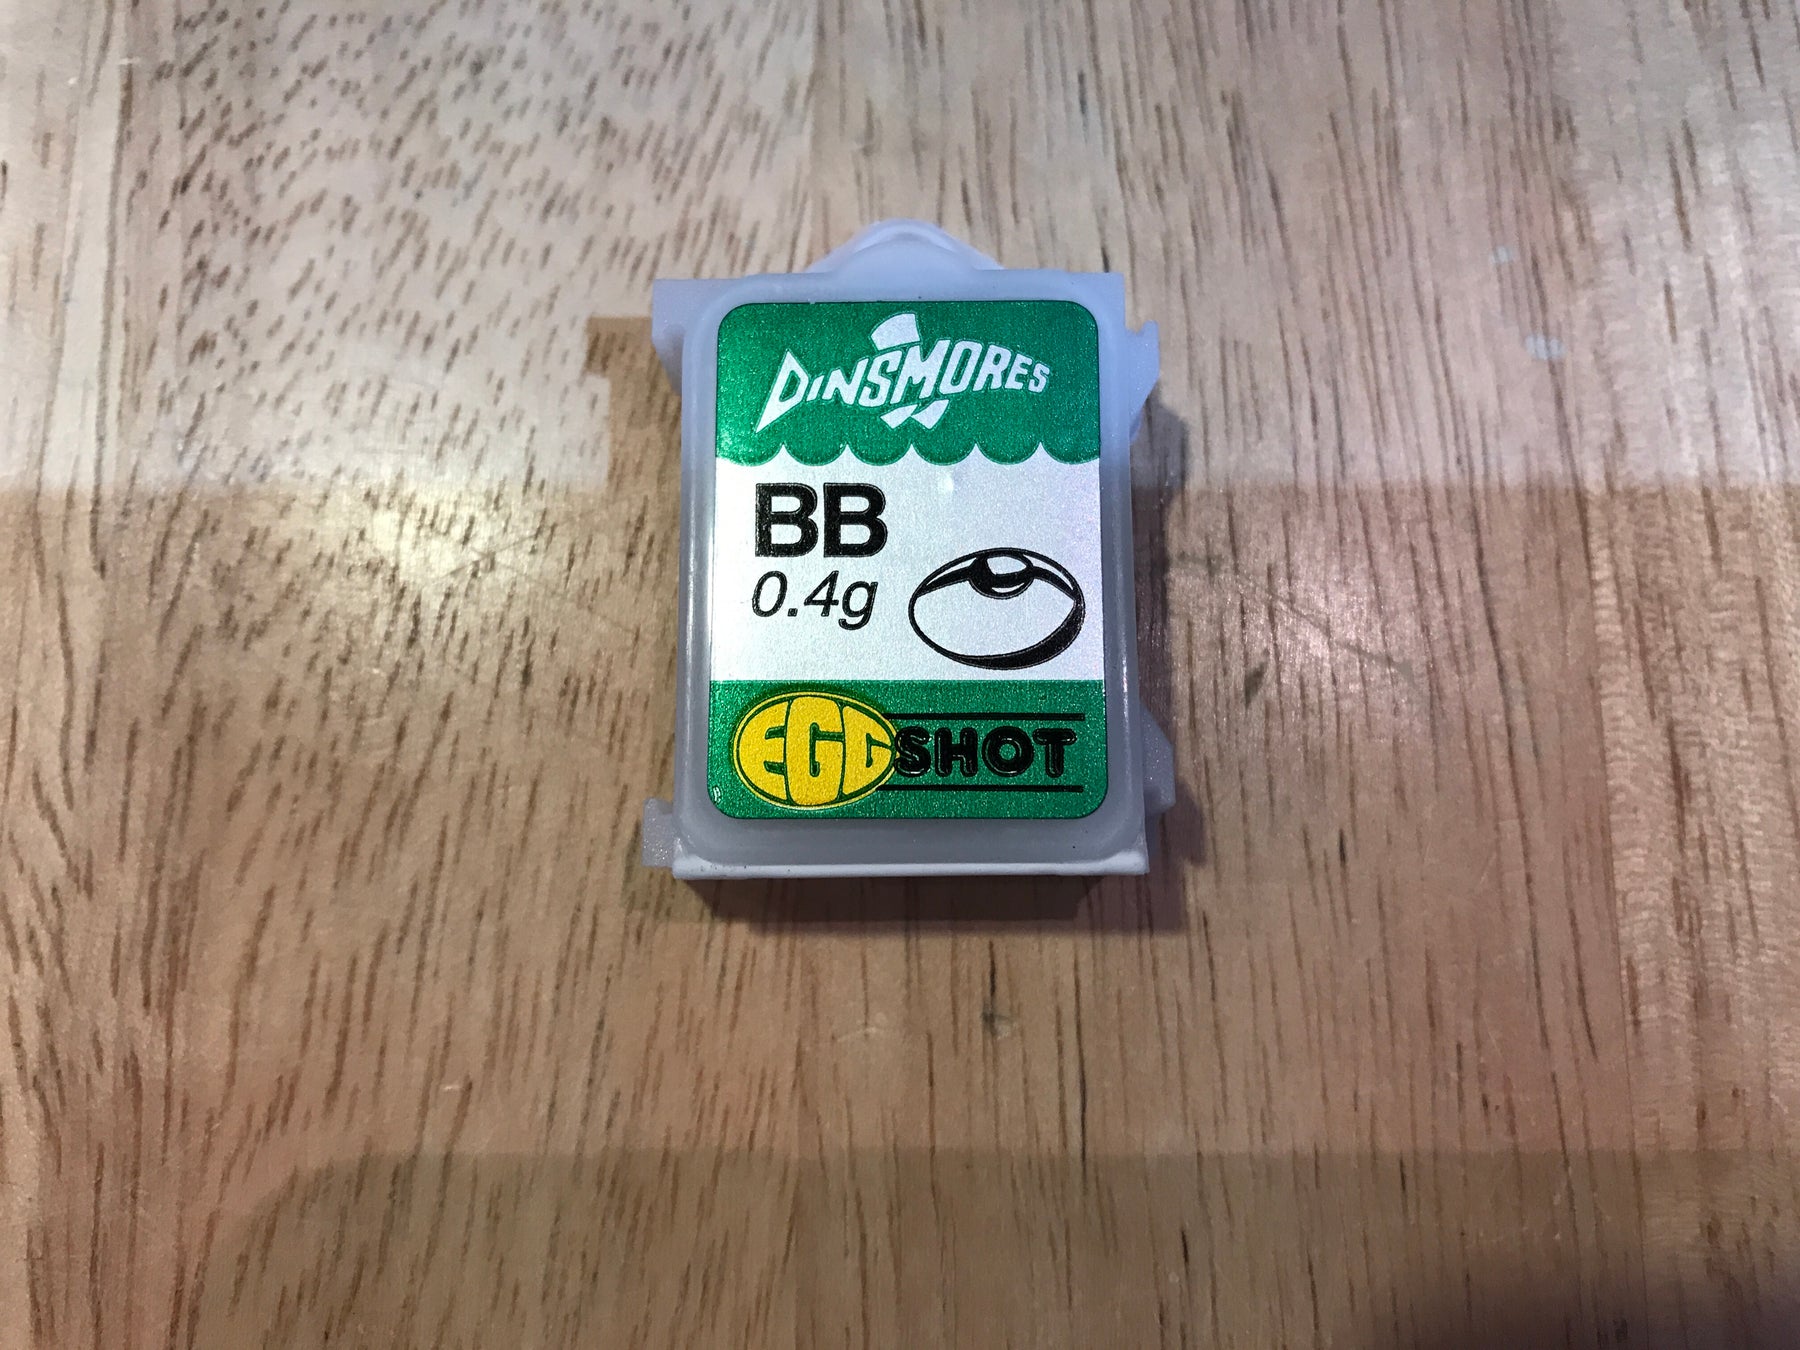 DINSMORES
BB
0.4g
EGG SHOT